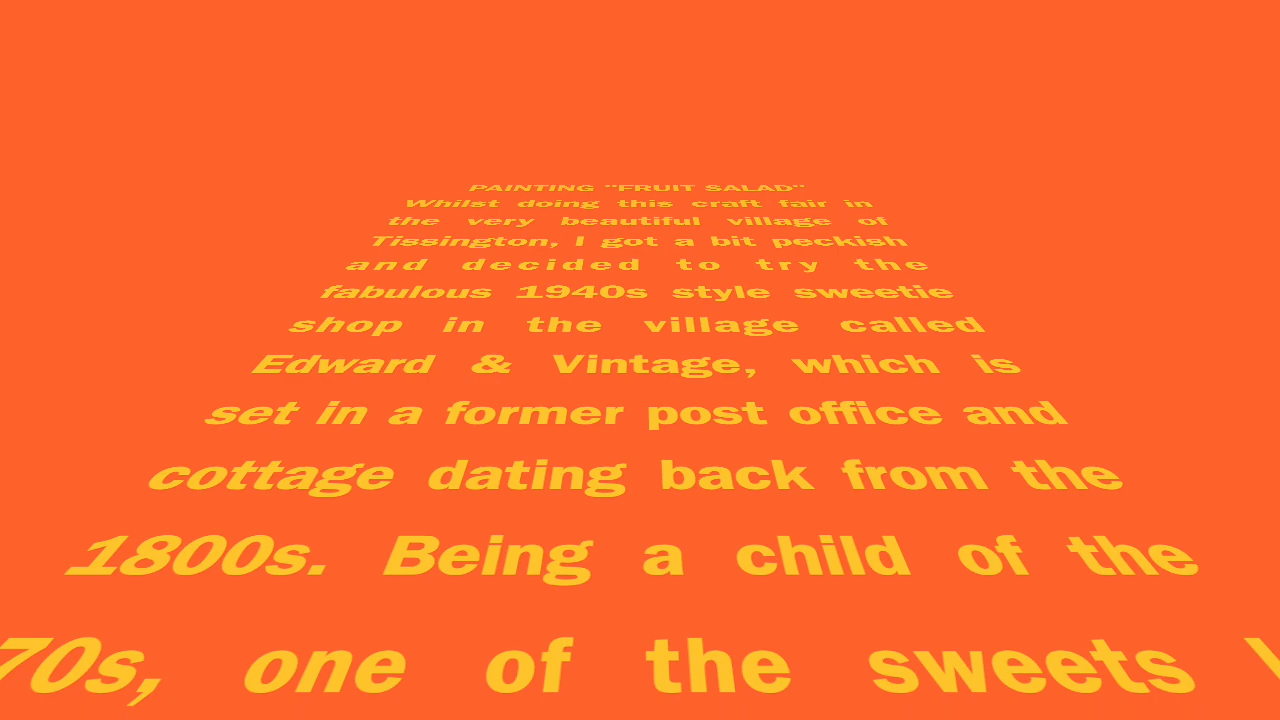 PAINTING "FRUIT SALAD"
Whilst doing this craft fair in
the very beautiful village of
Tissington, I got a bit peckish
and decided to try the
fabulous 1940s style sweetie
shop in the village called
Edward & Vintage, which is
set in a former post office and
cottage dating back from the
1800s. Being a child of the
70s, one of the sweets